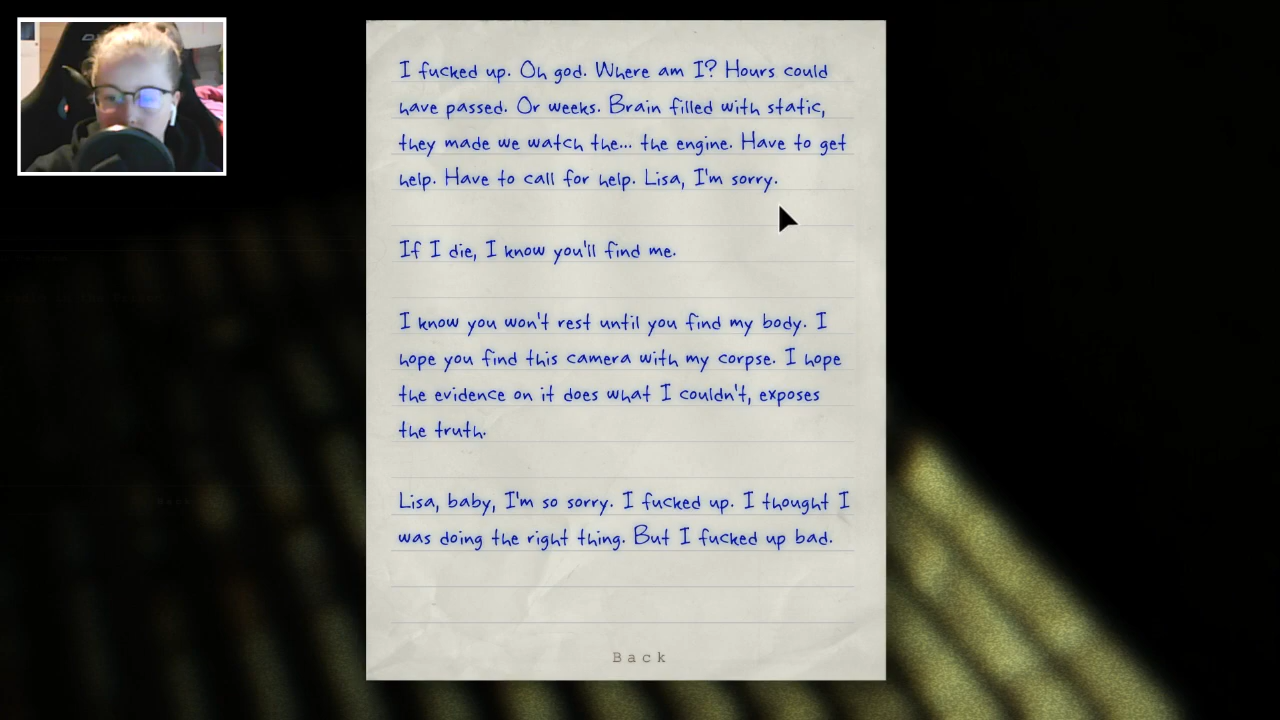 I fucked up. Oh god. Where am I? Hours could
have passed. Or weeks. Brain filled with static,
they made we watch the... the engine. Have to get
help. Have to call for help. Lisa, I'm sorry.
If I die, I know you'll find me.
I know you won't rest until you find my body. I
hope you find this camera with my corpse. I hope
the evidence on it does what I couldn't, exposes
the truth.
Lisa, baby, I'm so sorry. I fucked up. I thought I
was doing the right thing. But I fucked up bad.
Back